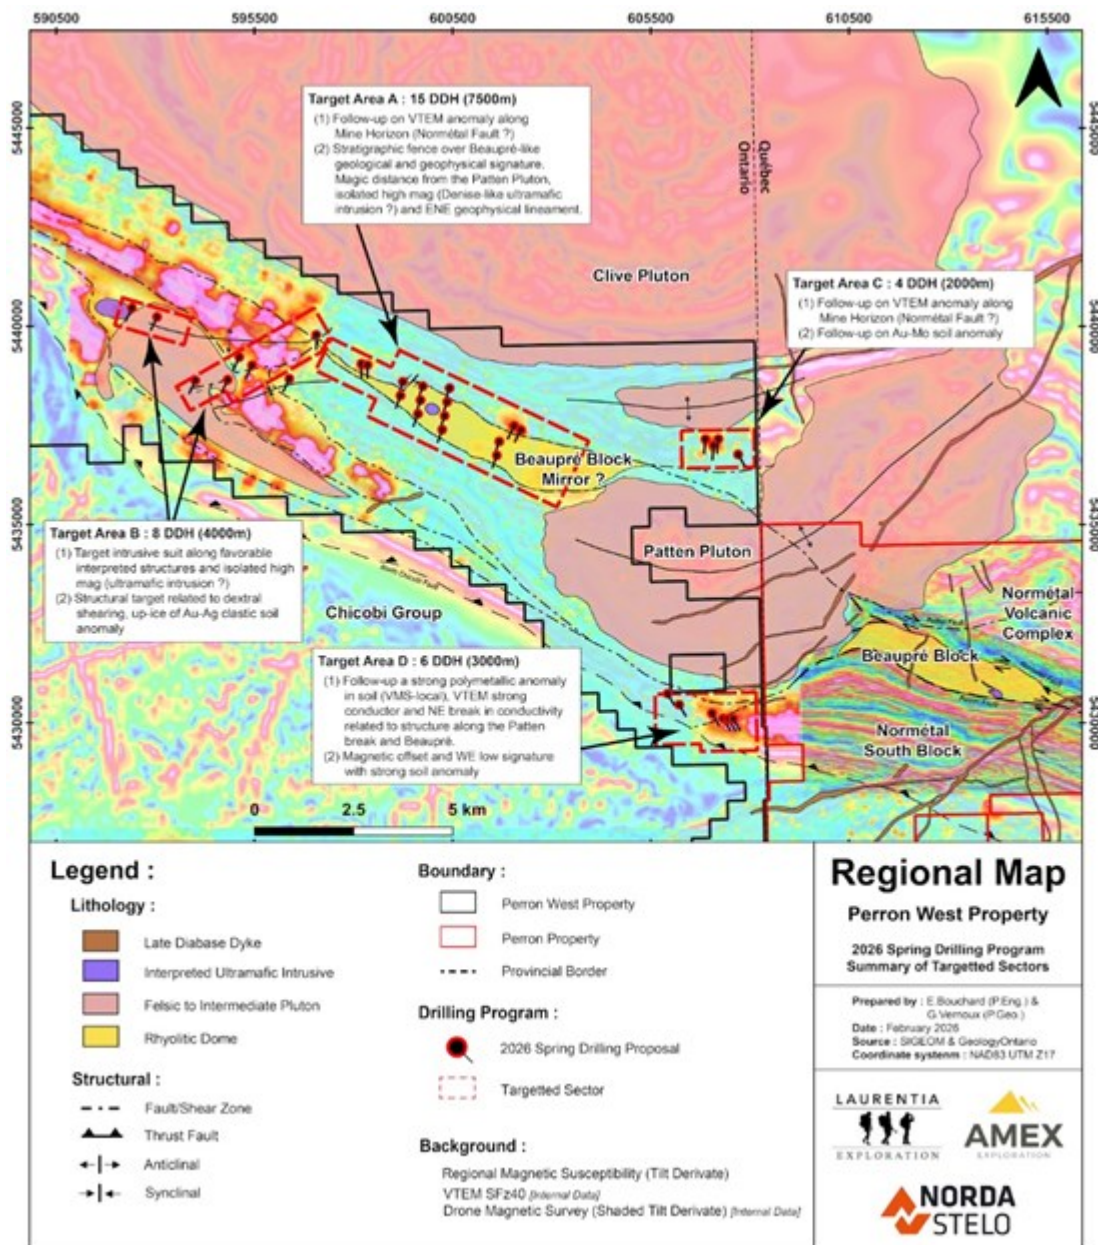 590500 595500 600500 605500 610500 615500
5445000
5440000
5435000
5430000
5445000
5440000
5435000
5430000
Target Area A : 15 DDH (7500m)
(1) Follow-up on VTEM anomaly along
Mine Horizon (Normétal Fault ?)
(2) Stratigraphic fence over Beaupré-like
geological and geophysical signature.
Magic distance from the Patten Pluton,
isolated high mag (Denise-like ultramafic
intrusion ?) and ENE geophysical lineament.
Québec
Ontario
Clive Pluton
Target Area C : 4 DDH (2000m)
(1) Follow-up on VTEM anomaly along
Mine Horizon (Normétal Fault ?)
(2) Follow-up on Au-Mo soil anomaly
Beaupré Block
Mirror ?
Target Area B : 8 DDH (4000m)
(1) Target intrusive suit along favorable
interpreted structures and isolated high
mag (ultramafic intrusion ?)
(2) Structural target related to dextral
shearing, up-ice of Au-Ag clastic soil
anomaly
Patten Pluton
Chicobi Group
Normétal
Volcanic
Complex
Beaupré Block
Target Area D : 6 DDH (3000m)
(1) Follow-up a strong polymetallic anomaly
in soil (VMS-local), VTEM strong
conductor and NE break in conductivity
related to structure along the Patten
break and Beaupré.
(2) Magnetic offset and WE low signature
with strong soil anomaly
Normétal
South Block
0 2.5 5 km
Legend :
Lithology :
Late Diabase Dyke
Interpreted Ultramafic Intrusive
Felsic to Intermediate Pluton
Rhyolitic Dome
Structural :
Fault/Shear Zone
Thrust Fault
Anticlinal
Synclinal
Boundary :
Perron West Property
Perron Property
Provincial Border
Drilling Program :
2026 Spring Drilling Proposal
Targetted Sector
Background :
Regional Magnetic Susceptibility (Tilt Derivate)
VTEM SFz40 [Internal Data]
Drone Magnetic Survey (Shaded Tilt Derivate) [Internal Data]
Regional Map
Perron West Property
2026 Spring Drilling Program
Summary of Targetted Sectors
Prepared by : E.Bouchard (P.Eng.) &
G.Vernoux (P.Geo.)
Date : February 2026
Source : SIGEOM & GeologyOntario
Coordinate systenm : NAD83 UTM Z17
LAURENTIA
EXPLORATION
AMEX
EXPLORATION
NORDA
STELO